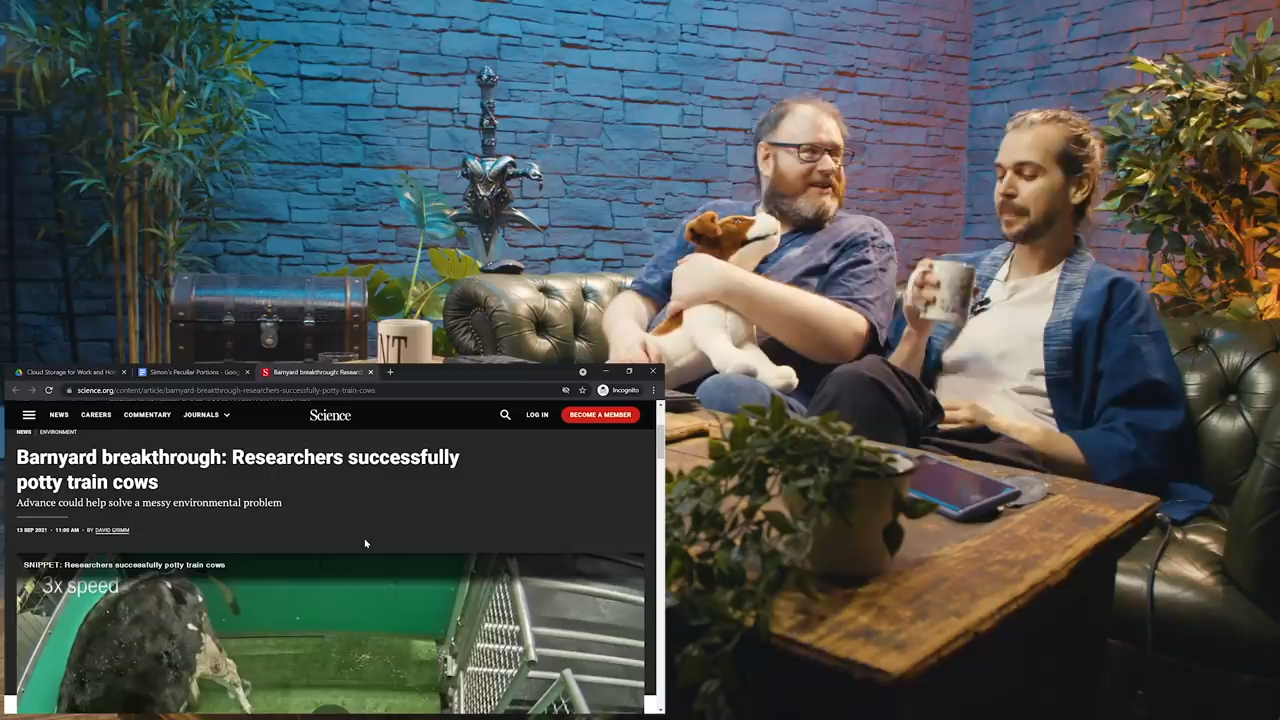 NT
Cloud Storage for Work and Ho
Simon's Peculiar Portions - Goog
Barnyard breakthrough: Researc
science.org/content/article/barnyard-breakthrough-researchers-successfully-potty-train-cows
Incognito
NEWS CAREERS COMMENTARY JOURNALS Science LOG IN BECOME A MEMBER
NEWS ENVIRONMENT
Barnyard breakthrough: Researchers successfully
potty train cows
Advance could help solve a messy environmental problem
13 SEP 2021 · 11:00 AM · BY DAVID GRIMM
SNIPPET: Researchers successfully potty train cows
3x speed